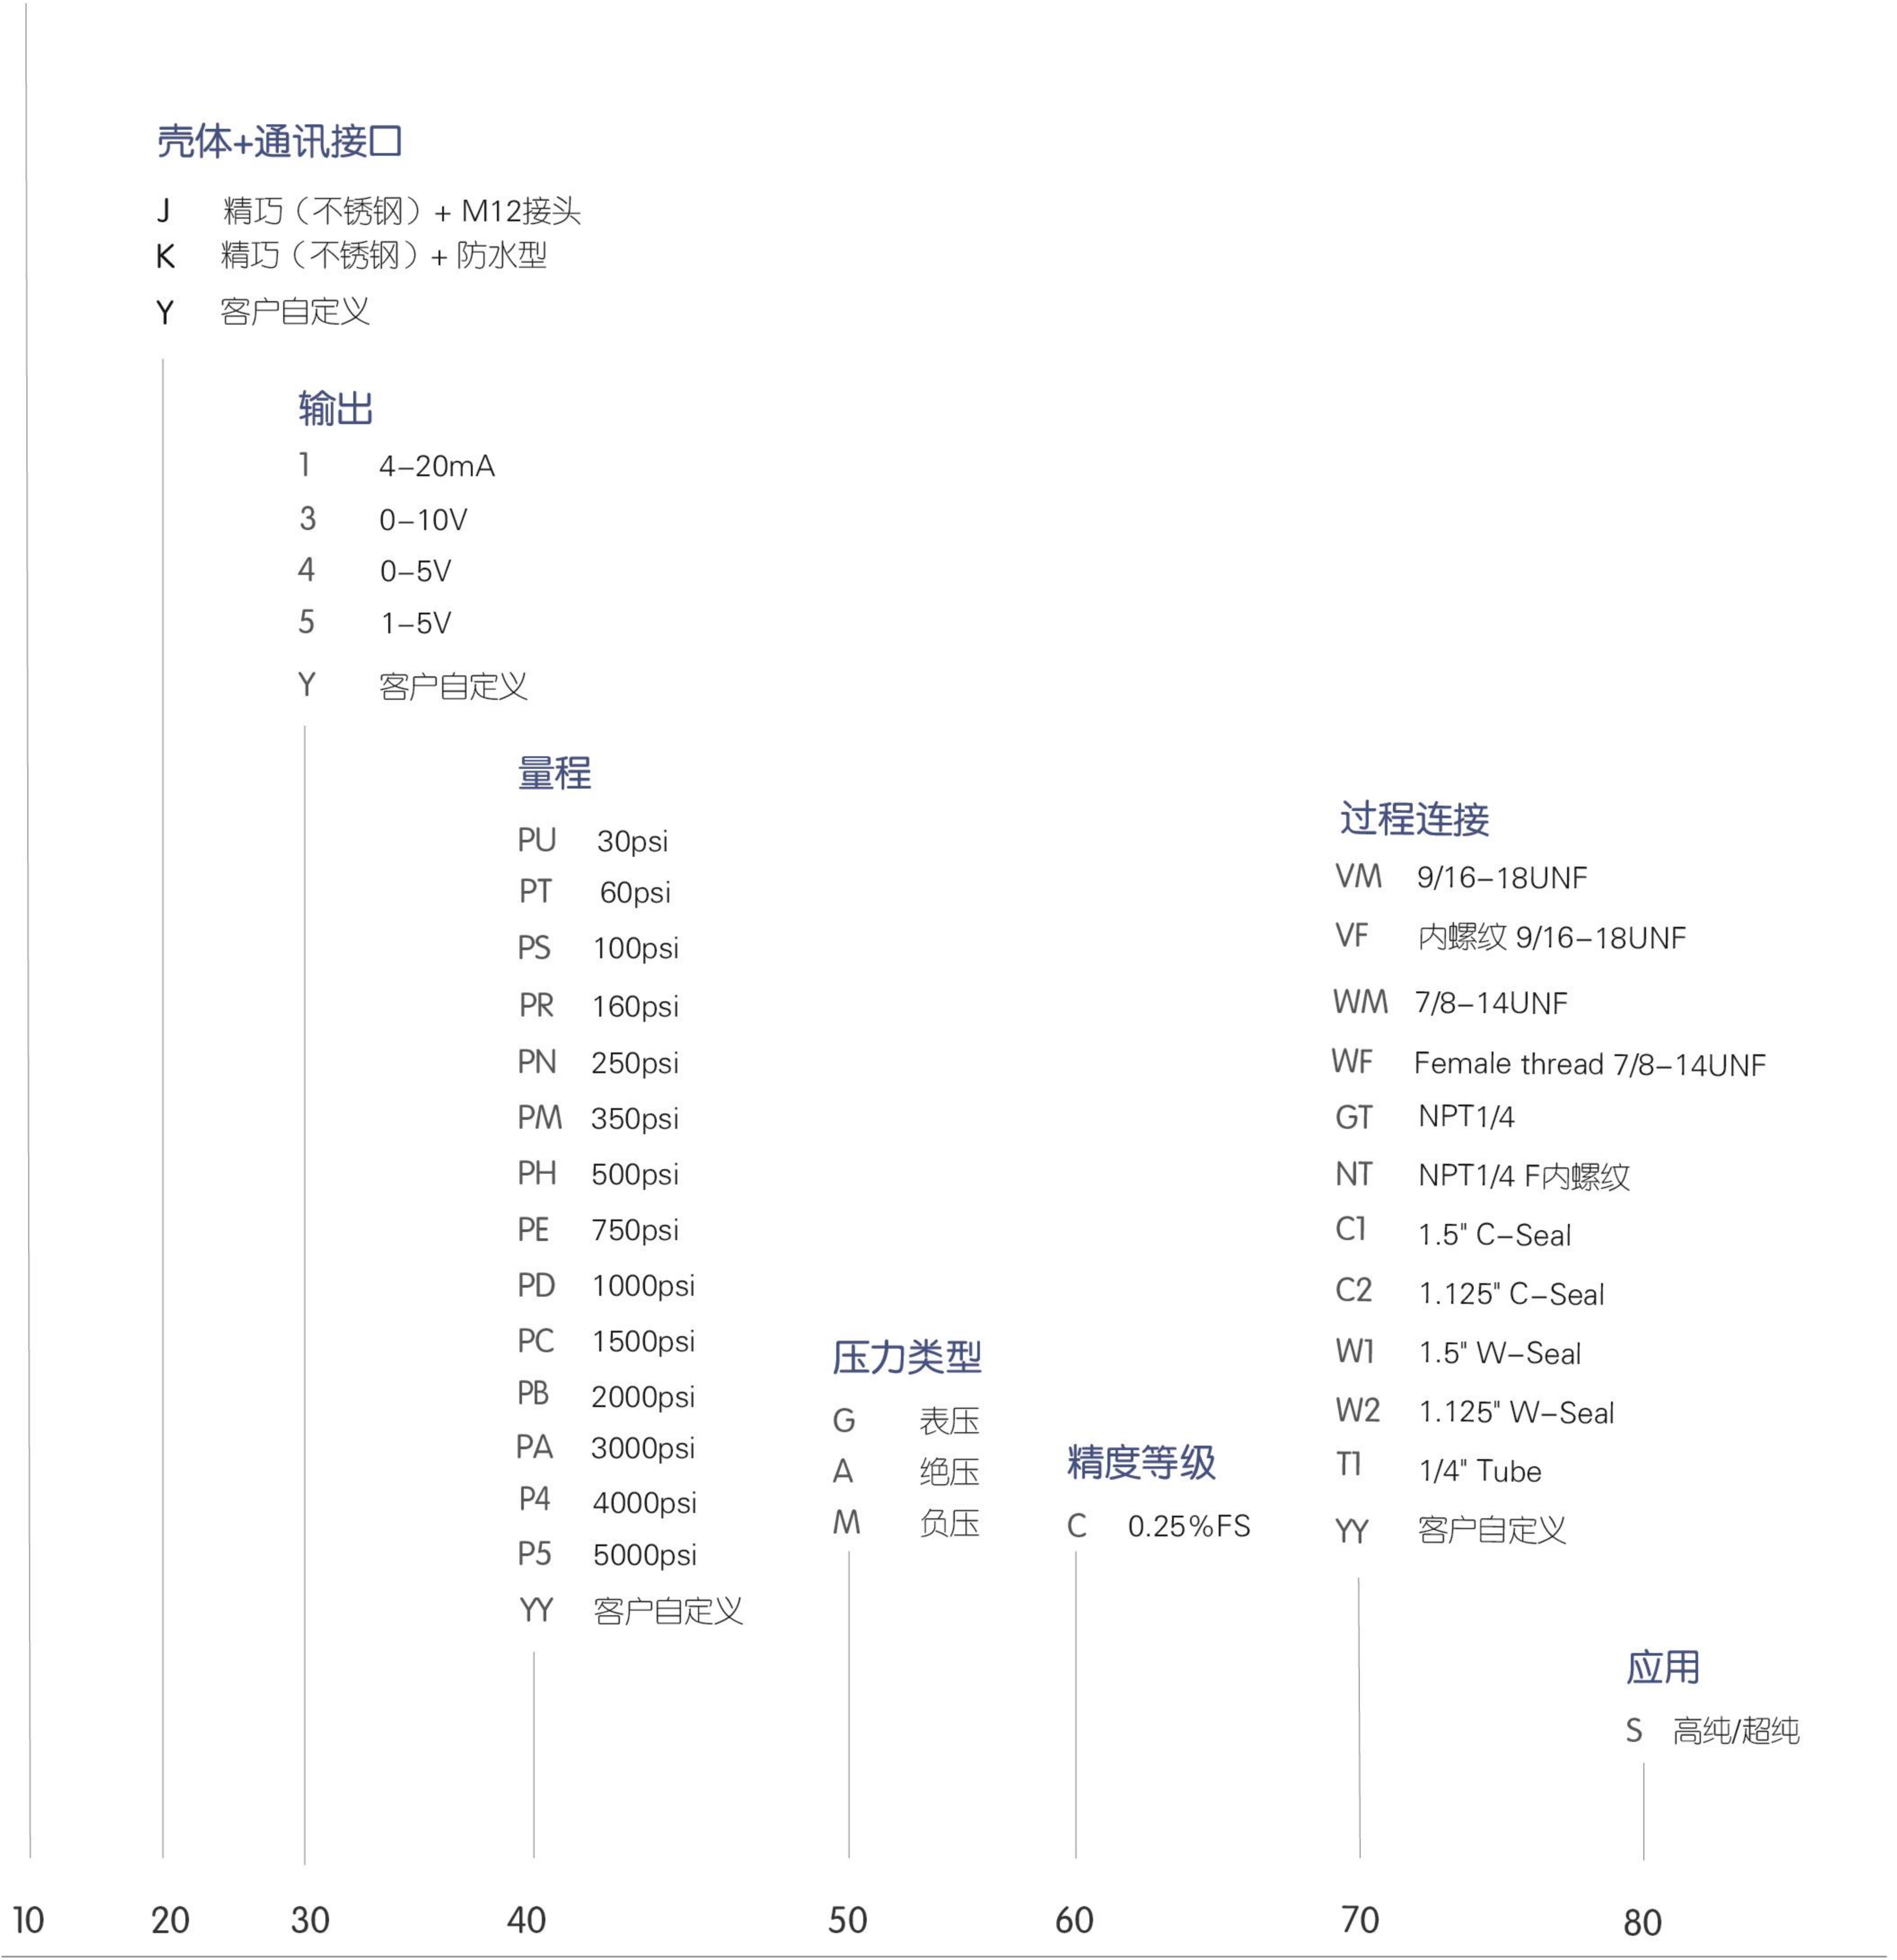 壳体+通讯接口
J 精巧（不锈钢）+ M12接头
K 精巧（不锈钢）+ 防水型
Y 客户自定义
输出
1 4–20mA
3 0–10V
4 0–5V
5 1–5V
Y 客户自定义
量程
PU 30psi
PT 60psi
PS 100psi
PR 160psi
PN 250psi
PM 350psi
PH 500psi
PE 750psi
PD 1000psi
PC 1500psi
PB 2000psi
PA 3000psi
P4 4000psi
P5 5000psi
YY 客户自定义
压力类型
G 表压
A 绝压
M 负压
精度等级
C 0.25%FS
过程连接
VM 9/16–18UNF
VF 内螺纹 9/16–18UNF
WM 7/8–14UNF
WF Female thread 7/8–14UNF
GT NPT1/4
NT NPT1/4 F内螺纹
C1 1.5" C–Seal
C2 1.125" C–Seal
W1 1.5" W–Seal
W2 1.125" W–Seal
T1 1/4" Tube
YY 客户自定义
应用
S 高纯/超纯
10 20 30 40 50 60 70 80